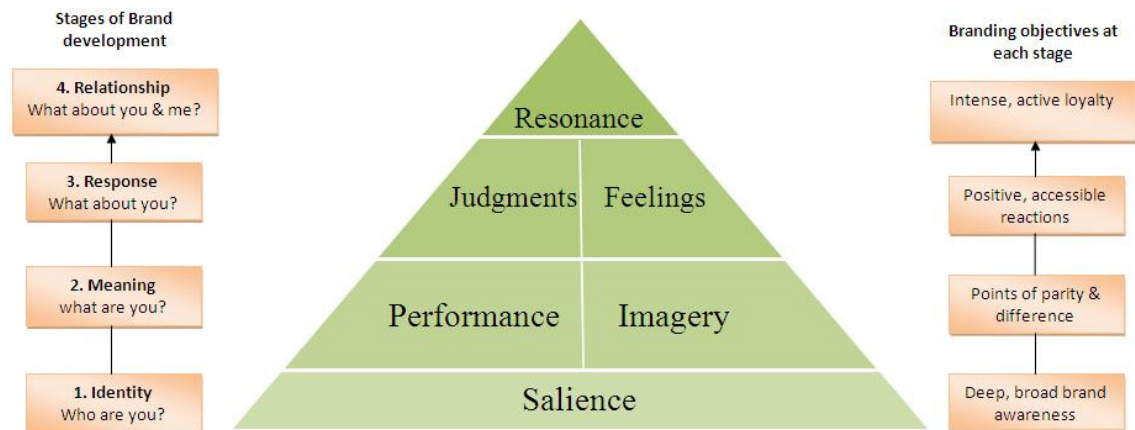 Stages of Brand
development
4. Relationship
What about you & me?
3. Response
What about you?
2. Meaning
what are you?
1. Identity
Who are you?
Resonance
Judgments
Feelings
Performance
Imagery
Salience
Branding objectives at
each stage
Intense, active loyalty
Positive, accessible
reactions
Points of parity &
difference
Deep, broad brand
awareness